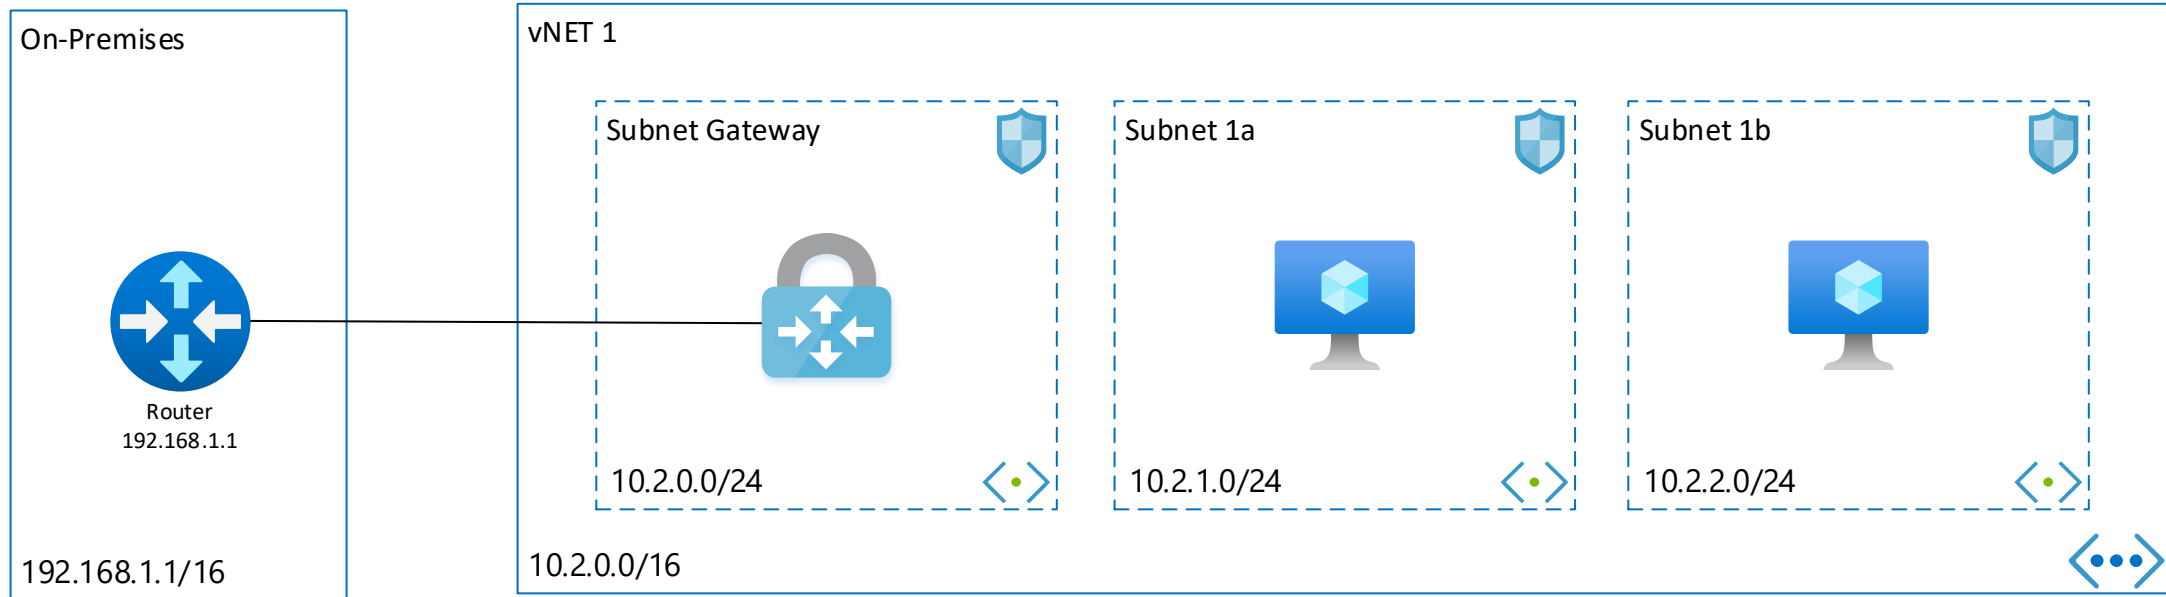 On-Premises
Router
192.168.1.1
192.168.1.1/16
vNET 1
Subnet Gateway
10.2.0.0/24
Subnet 1a
10.2.1.0/24
Subnet 1b
10.2.2.0/24
10.2.0.0/16